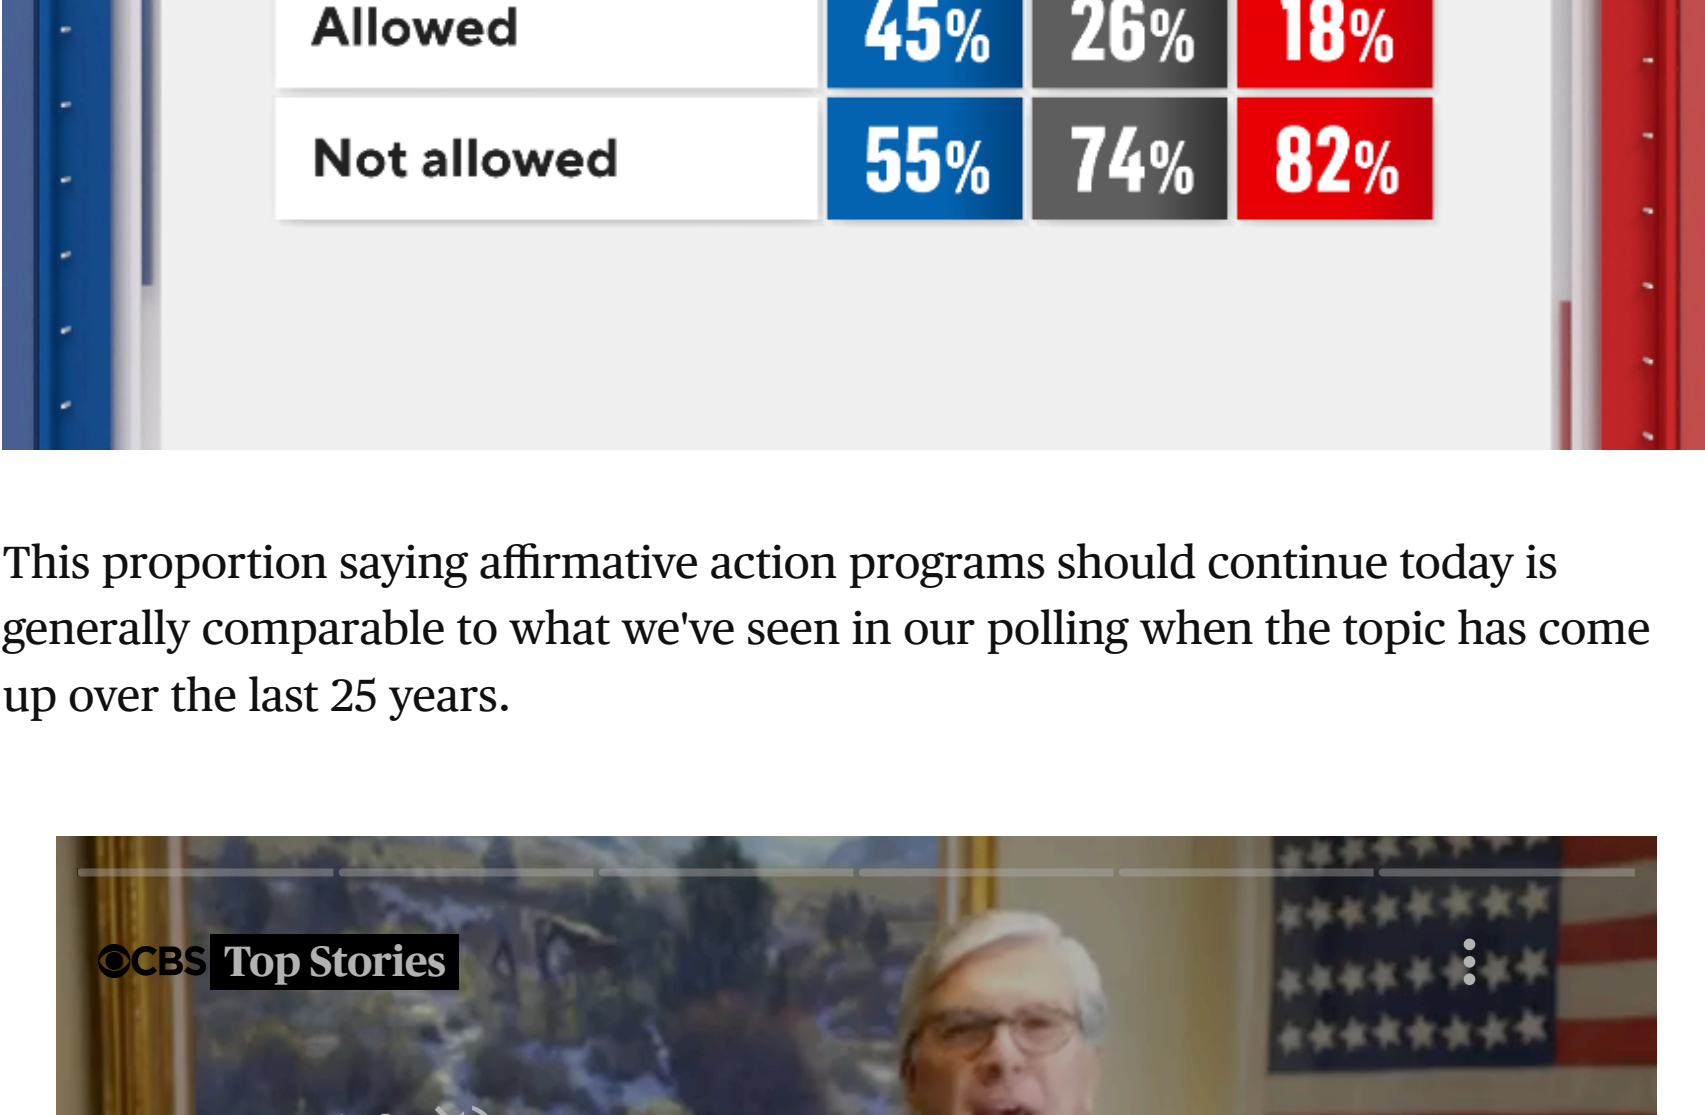 Allowed 45% 26% 18%
Not allowed 55% 74% 82%
This proportion saying affirmative action programs should continue today is
generally comparable to what we've seen in our polling when the topic has come
up over the last 25 years.
CBS Top Stories